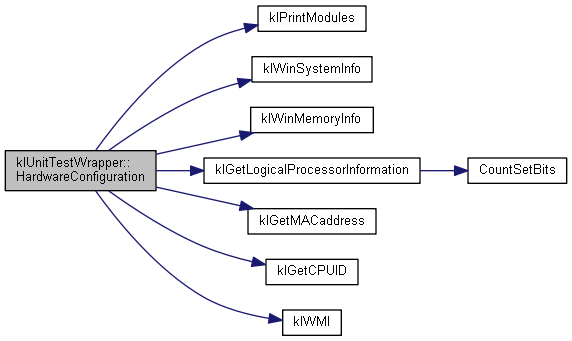 klPrintModules
klWinSystemInfo
klWinMemoryInfo
klUnitTestWrapper::
HardwareConfiguration
klGetLogicalProcessorInformation
CountSetBits
klGetMACaddress
klGetCPUID
klWMI